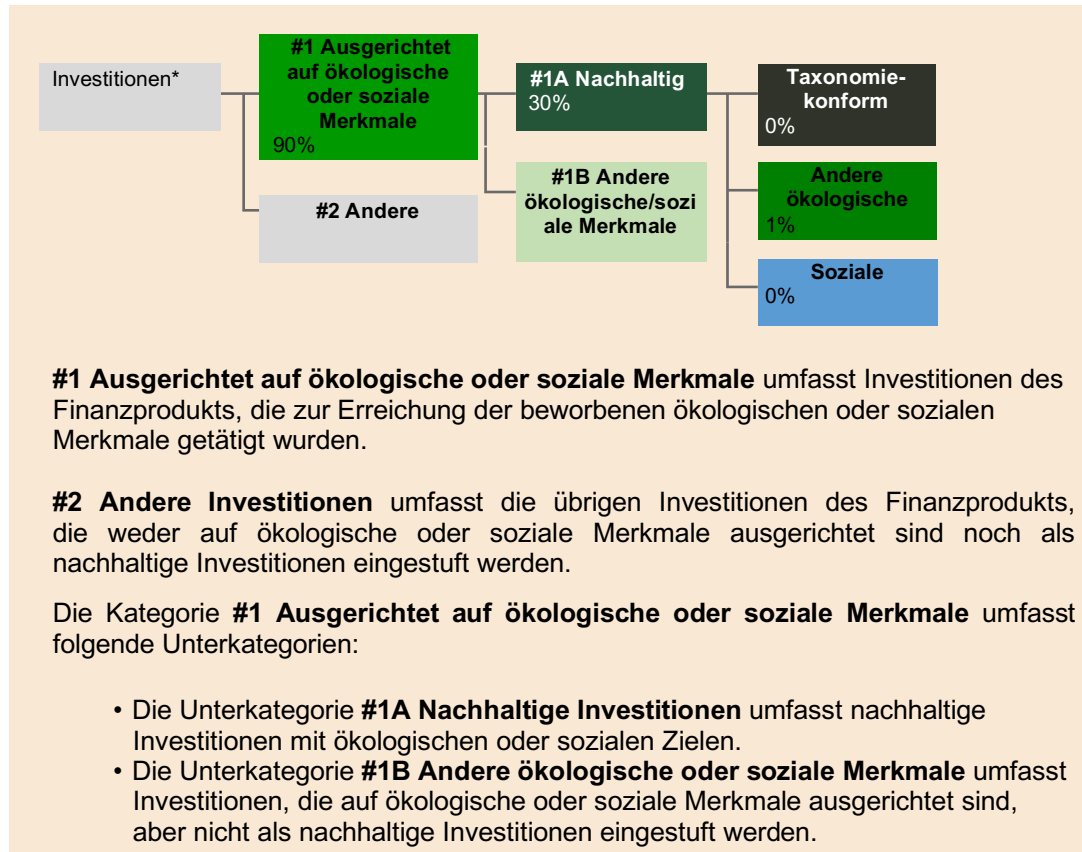 Investitionen*
#1 Ausgerichtet
auf ökologische
oder soziale
Merkmale
90%
#2 Andere
#1A Nachhaltig
30%
#1B Andere
ökologische/sozi
ale Merkmale
Taxonomie-
konform
0%
Andere
ökologische
1%
Soziale
0%
#1 Ausgerichtet auf ökologische oder soziale Merkmale umfasst Investitionen des
Finanzprodukts, die zur Erreichung der beworbenen ökologischen oder sozialen
Merkmale getätigt wurden.
#2 Andere Investitionen umfasst die übrigen Investitionen des Finanzprodukts,
die weder auf ökologische oder soziale Merkmale ausgerichtet sind noch als
nachhaltige Investitionen eingestuft werden.
Die Kategorie #1 Ausgerichtet auf ökologische oder soziale Merkmale umfasst
folgende Unterkategorien:
• Die Unterkategorie #1A Nachhaltige Investitionen umfasst nachhaltige
Investitionen mit ökologischen oder sozialen Zielen.
• Die Unterkategorie #1B Andere ökologische oder soziale Merkmale umfasst
Investitionen, die auf ökologische oder soziale Merkmale ausgerichtet sind,
aber nicht als nachhaltige Investitionen eingestuft werden.